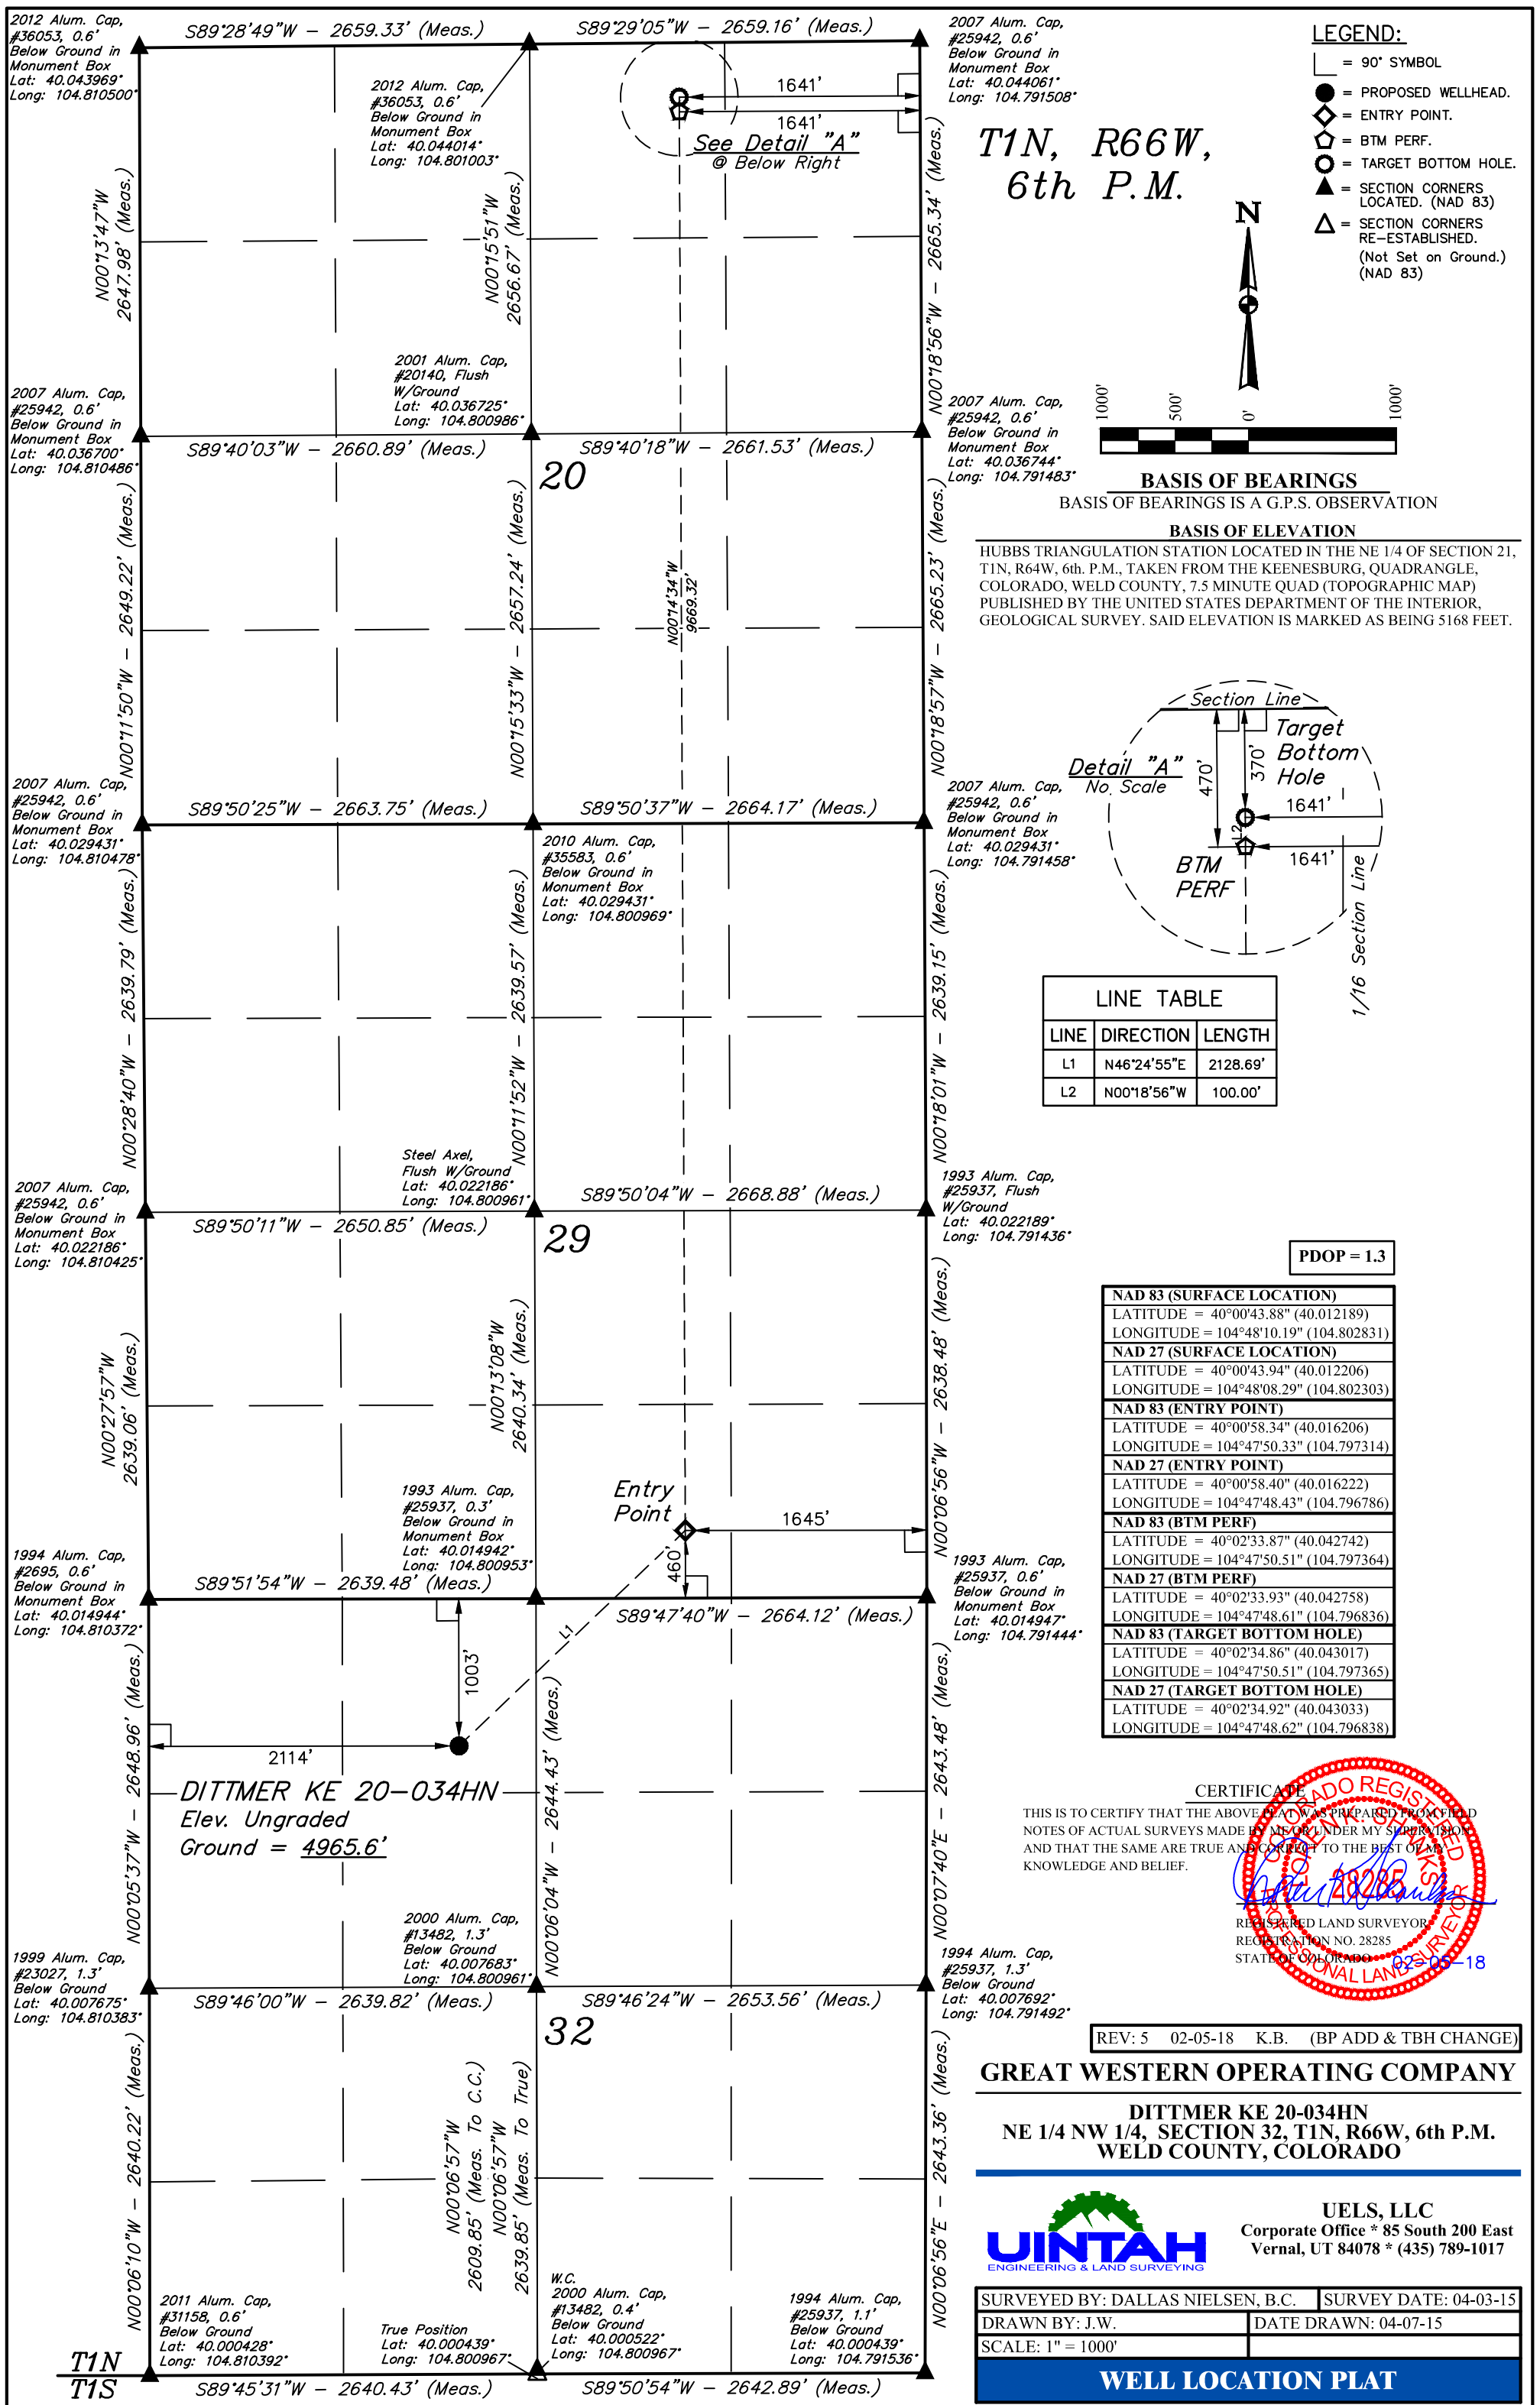 2012 Alum. Cap,
#36053, 0.6'
Below Ground in
Monument Box
Lat: 40.043969°
Long: 104.810500°
S89°28'49"W - 2659.33' (Meas.)
S89°29'05"W - 2659.16' (Meas.)
2012 Alum. Cap,
#36053, 0.6'
Below Ground in
Monument Box
Lat: 40.044014°
Long: 104.801003°
1641'
1641'
See Detail "A"
@ Below Right
2007 Alum. Cap,
#25942, 0.6'
Below Ground in
Monument Box
Lat: 40.044061°
Long: 104.791508°
T1N, R66W,
6th P.M.
LEGEND:
= 90° SYMBOL
= PROPOSED WELLHEAD.
= ENTRY POINT.
= BTM PERF.
= TARGET BOTTOM HOLE.
= SECTION CORNERS
LOCATED. (NAD 83)
= SECTION CORNERS
RE-ESTABLISHED.
(Not Set on Ground.)
(NAD 83)
N
N00°13'47"W
2647.98' (Meas.)
N00°15'51"W
2656.67' (Meas.)
N00°18'56"W - 2665.34' (Meas.)
2007 Alum. Cap,
#25942, 0.6'
Below Ground in
Monument Box
Lat: 40.036700°
Long: 104.810486°
2001 Alum. Cap,
#20140, Flush
W/Ground
Lat: 40.036725°
Long: 104.800986°
2007 Alum. Cap,
#25942, 0.6'
Below Ground in
Monument Box
Lat: 40.036744°
Long: 104.791483°
S89°40'03"W - 2660.89' (Meas.)
S89°40'18"W - 2661.53' (Meas.)
20
1000'
500'
0'
1000'
BASIS OF BEARINGS
BASIS OF BEARINGS IS A G.P.S. OBSERVATION
BASIS OF ELEVATION
HUBBS TRIANGULATION STATION LOCATED IN THE NE 1/4 OF SECTION 21,
T1N, R64W, 6th. P.M., TAKEN FROM THE KEENESBURG, QUADRANGLE,
COLORADO, WELD COUNTY, 7.5 MINUTE QUAD (TOPOGRAPHIC MAP)
PUBLISHED BY THE UNITED STATES DEPARTMENT OF THE INTERIOR,
GEOLOGICAL SURVEY. SAID ELEVATION IS MARKED AS BEING 5168 FEET.
N00°11'50"W - 2649.22' (Meas.)
N00°15'33"W - 2657.24' (Meas.)
N00°14'34"W
9669.32'
N00°18'57"W - 2665.23' (Meas.)
Section Line
Target
Bottom
Hole
Detail "A"
No Scale
470'
370'
1641'
L2
1641'
BTM
PERF
1/16 Section Line
2007 Alum. Cap,
#25942, 0.6'
Below Ground in
Monument Box
Lat: 40.029431°
Long: 104.810478°
S89°50'25"W - 2663.75' (Meas.)
S89°50'37"W - 2664.17' (Meas.)
2010 Alum. Cap,
#35583, 0.6'
Below Ground in
Monument Box
Lat: 40.029431°
Long: 104.800969°
2007 Alum. Cap,
#25942, 0.6'
Below Ground in
Monument Box
Lat: 40.029431°
Long: 104.791458°
LINE TABLE
LINE DIRECTION LENGTH
L1 N46°24'55"E 2128.69'
L2 N00°18'56"W 100.00'
N00°28'40"W - 2639.79' (Meas.)
N00°11'52"W - 2639.57' (Meas.)
N00°18'01"W - 2639.15' (Meas.)
2007 Alum. Cap,
#25942, 0.6'
Below Ground in
Monument Box
Lat: 40.022186°
Long: 104.810425°
Steel Axel,
Flush W/Ground
Lat: 40.022186°
Long: 104.800961°
1993 Alum. Cap,
#25937, Flush
W/Ground
Lat: 40.022189°
Long: 104.791436°
S89°50'11"W - 2650.85' (Meas.)
S89°50'04"W - 2668.88' (Meas.)
29
PDOP = 1.3
NAD 83 (SURFACE LOCATION)
LATITUDE = 40°00'43.88" (40.012189)
LONGITUDE = 104°48'10.19" (104.802831)
NAD 27 (SURFACE LOCATION)
LATITUDE = 40°00'43.94" (40.012206)
LONGITUDE = 104°48'08.29" (104.802303)
NAD 83 (ENTRY POINT)
LATITUDE = 40°00'58.34" (40.016206)
LONGITUDE = 104°47'50.33" (104.797314)
NAD 27 (ENTRY POINT)
LATITUDE = 40°00'58.40" (40.016222)
LONGITUDE = 104°47'48.43" (104.796786)
NAD 83 (BTM PERF)
LATITUDE = 40°02'33.87" (40.042742)
LONGITUDE = 104°47'50.51" (104.797364)
NAD 27 (BTM PERF)
LATITUDE = 40°02'33.93" (40.042758)
LONGITUDE = 104°47'48.61" (104.796836)
NAD 83 (TARGET BOTTOM HOLE)
LATITUDE = 40°02'34.86" (40.043017)
LONGITUDE = 104°47'50.51" (104.797365)
NAD 27 (TARGET BOTTOM HOLE)
LATITUDE = 40°02'34.92" (40.043033)
LONGITUDE = 104°47'48.62" (104.796838)
N00°27'57"W
2639.06' (Meas.)
N00°13'08"W
2640.34' (Meas.)
N00°06'56"W - 2638.48' (Meas.)
Entry
Point
1645'
460'
1994 Alum. Cap,
#2695, 0.6'
Below Ground in
Monument Box
Lat: 40.014944°
Long: 104.810372°
1993 Alum. Cap,
#25937, 0.3'
Below Ground in
Monument Box
Lat: 40.014942°
Long: 104.800953°
1993 Alum. Cap,
#25937, 0.6'
Below Ground in
Monument Box
Lat: 40.014947°
Long: 104.791444°
S89°51'54"W - 2639.48' (Meas.)
S89°47'40"W - 2664.12' (Meas.)
L1
1003'
2114'
DITTMER KE 20-034HN
Elev. Ungraded
Ground = 4965.6'
N00°05'37"W - 2648.96' (Meas.)
N00°06'04"W - 2644.43' (Meas.)
N00°07'40"E - 2643.48' (Meas.)
CERTIFICATE
THIS IS TO CERTIFY THAT THE ABOVE PLAT WAS PREPARED FROM FIELD
NOTES OF ACTUAL SURVEYS MADE BY ME OR UNDER MY SUPERVISION
AND THAT THE SAME ARE TRUE AND CORRECT TO THE BEST OF MY
KNOWLEDGE AND BELIEF.
COLORADO REGISTERED
LOREN K. SHANKS
28285
PROFESSIONAL LAND SURVEYOR
REGISTERED LAND SURVEYOR
REGISTRATION NO. 28285
STATE OF COLORADO
02-05-18
1999 Alum. Cap,
#23027, 1.3'
Below Ground
Lat: 40.007675°
Long: 104.810383°
2000 Alum. Cap,
#13482, 1.3'
Below Ground
Lat: 40.007683°
Long: 104.800961°
1994 Alum. Cap,
#25937, 1.3'
Below Ground
Lat: 40.007692°
Long: 104.791492°
S89°46'00"W - 2639.82' (Meas.)
S89°46'24"W - 2653.56' (Meas.)
32
N00°06'10"W - 2640.22' (Meas.)
N00°06'57"W
2609.85' (Meas. To C.C.)
N00°06'57"W
2639.85' (Meas. To True)
N00°06'56"E - 2643.36' (Meas.)
REV: 5 02-05-18 K.B. (BP ADD & TBH CHANGE)
GREAT WESTERN OPERATING COMPANY
DITTMER KE 20-034HN
NE 1/4 NW 1/4, SECTION 32, T1N, R66W, 6th P.M.
WELD COUNTY, COLORADO
UINTAH
ENGINEERING & LAND SURVEYING
UELS, LLC
Corporate Office * 85 South 200 East
Vernal, UT 84078 * (435) 789-1017
SURVEYED BY: DALLAS NIELSEN, B.C. SURVEY DATE: 04-03-15
DRAWN BY: J.W. DATE DRAWN: 04-07-15
SCALE: 1" = 1000'
WELL LOCATION PLAT
2011 Alum. Cap,
#31158, 0.6'
Below Ground
Lat: 40.000428°
Long: 104.810392°
True Position
Lat: 40.000439°
Long: 104.800967°
W.C.
2000 Alum. Cap,
#13482, 0.4'
Below Ground
Lat: 40.000522°
Long: 104.800967°
1994 Alum. Cap,
#25937, 1.1'
Below Ground
Lat: 40.000439°
Long: 104.791536°
T1N
T1S
S89°45'31"W - 2640.43' (Meas.)
S89°50'54"W - 2642.89' (Meas.)